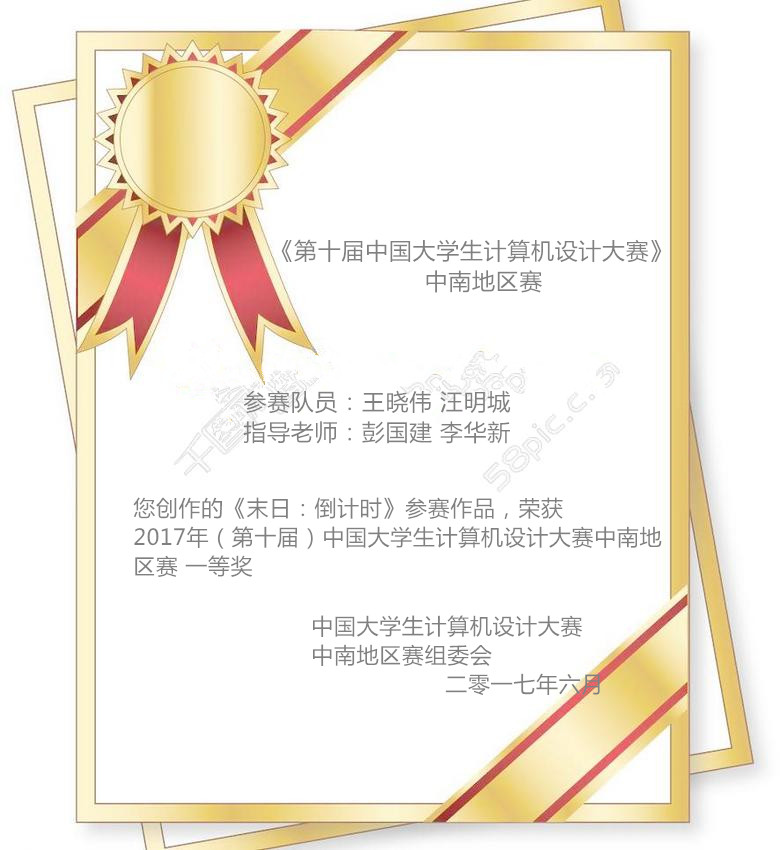 《第十届中国大学生计算机设计大赛》
中南地区赛
参赛队员：王晓伟 汪明城
指导老师：彭国建 李华新
您创作的《末日：倒计时》参赛作品，荣获
2017年（第十届）中国大学生计算机设计大赛中南地
区赛 一等奖
中国大学生计算机设计大赛
中南地区赛组委会
二零一七年六月